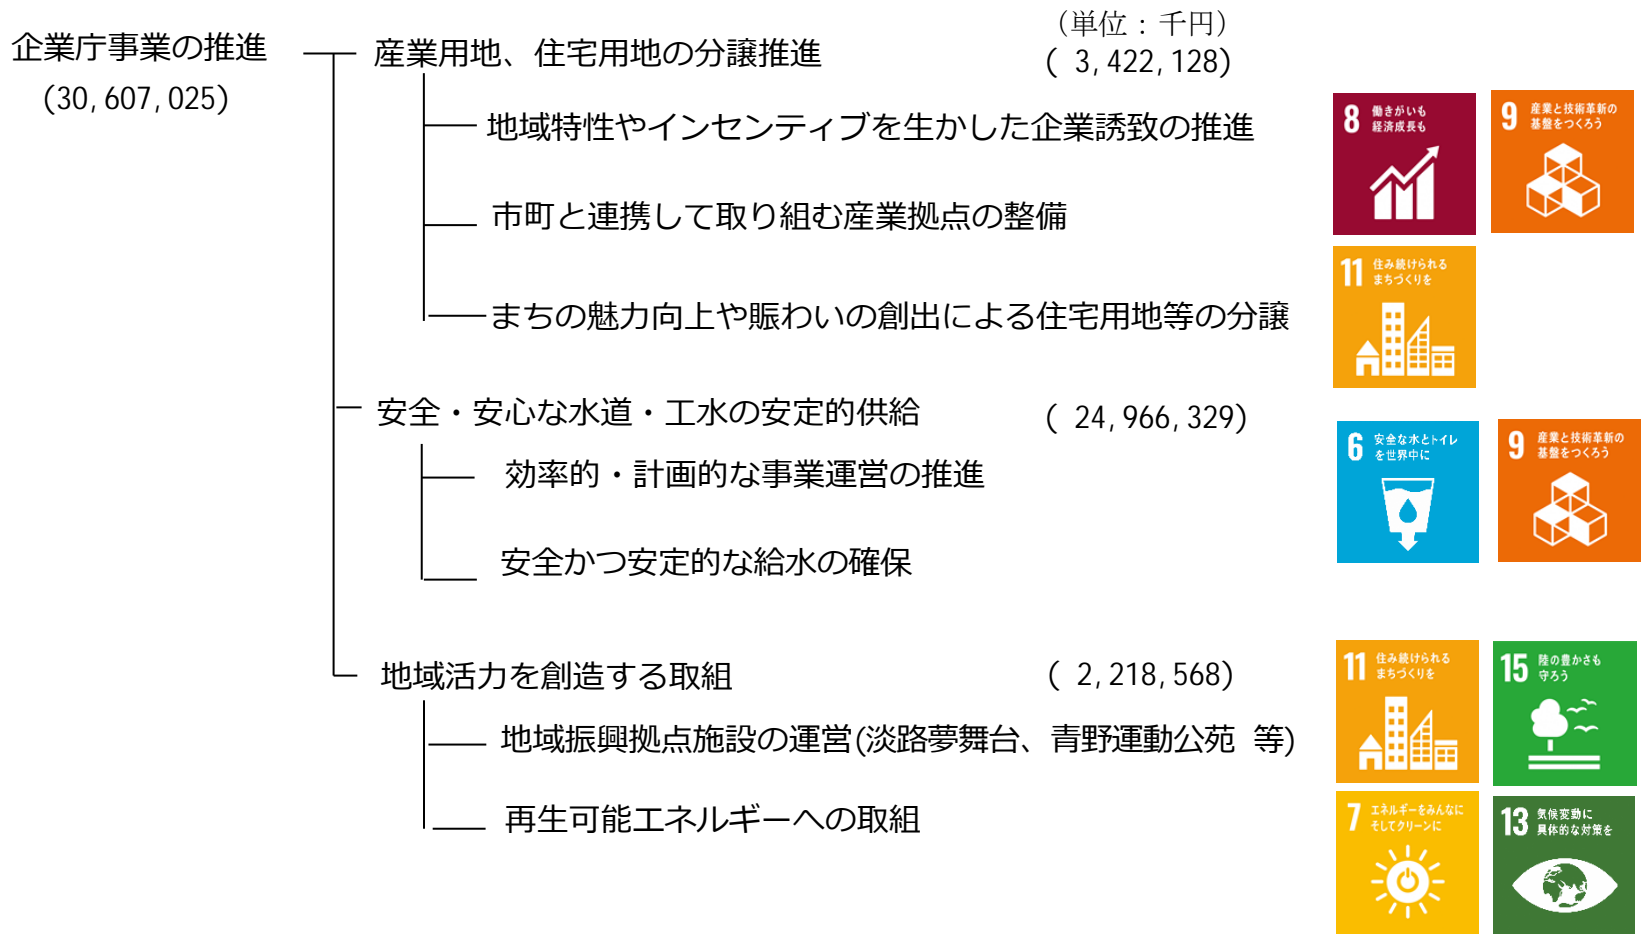 (単位:千円)
企業庁事業の推進
(30,607,025)
産業用地、住宅用地の分譲推進
( 3,422,128)
地域特性やインセンティブを生かした企業誘致の推進
市町と連携して取り組む産業拠点の整備
まちの魅力向上や賑わいの創出による住宅用地等の分譲
8 働きがいも
経済成長も
9 産業と技術革新の
基盤をつくろう
11 住み続けられる
まちづくりを
安全・安心な水道・工水の安定的供給
( 24,966,329)
効率的・計画的な事業運営の推進
安全かつ安定的な給水の確保
6 安全な水とトイレ
を世界中に
9 産業と技術革新の
基盤をつくろう
地域活力を創造する取組
( 2,218,568)
地域振興拠点施設の運営(淡路夢舞台、青野運動公苑 等)
再生可能エネルギーへの取組
11 住み続けられる
まちづくりを
15 陸の豊かさも
守ろう
7 エネルギーをみんなに
そしてクリーンに
13 気候変動に
具体的な対策を